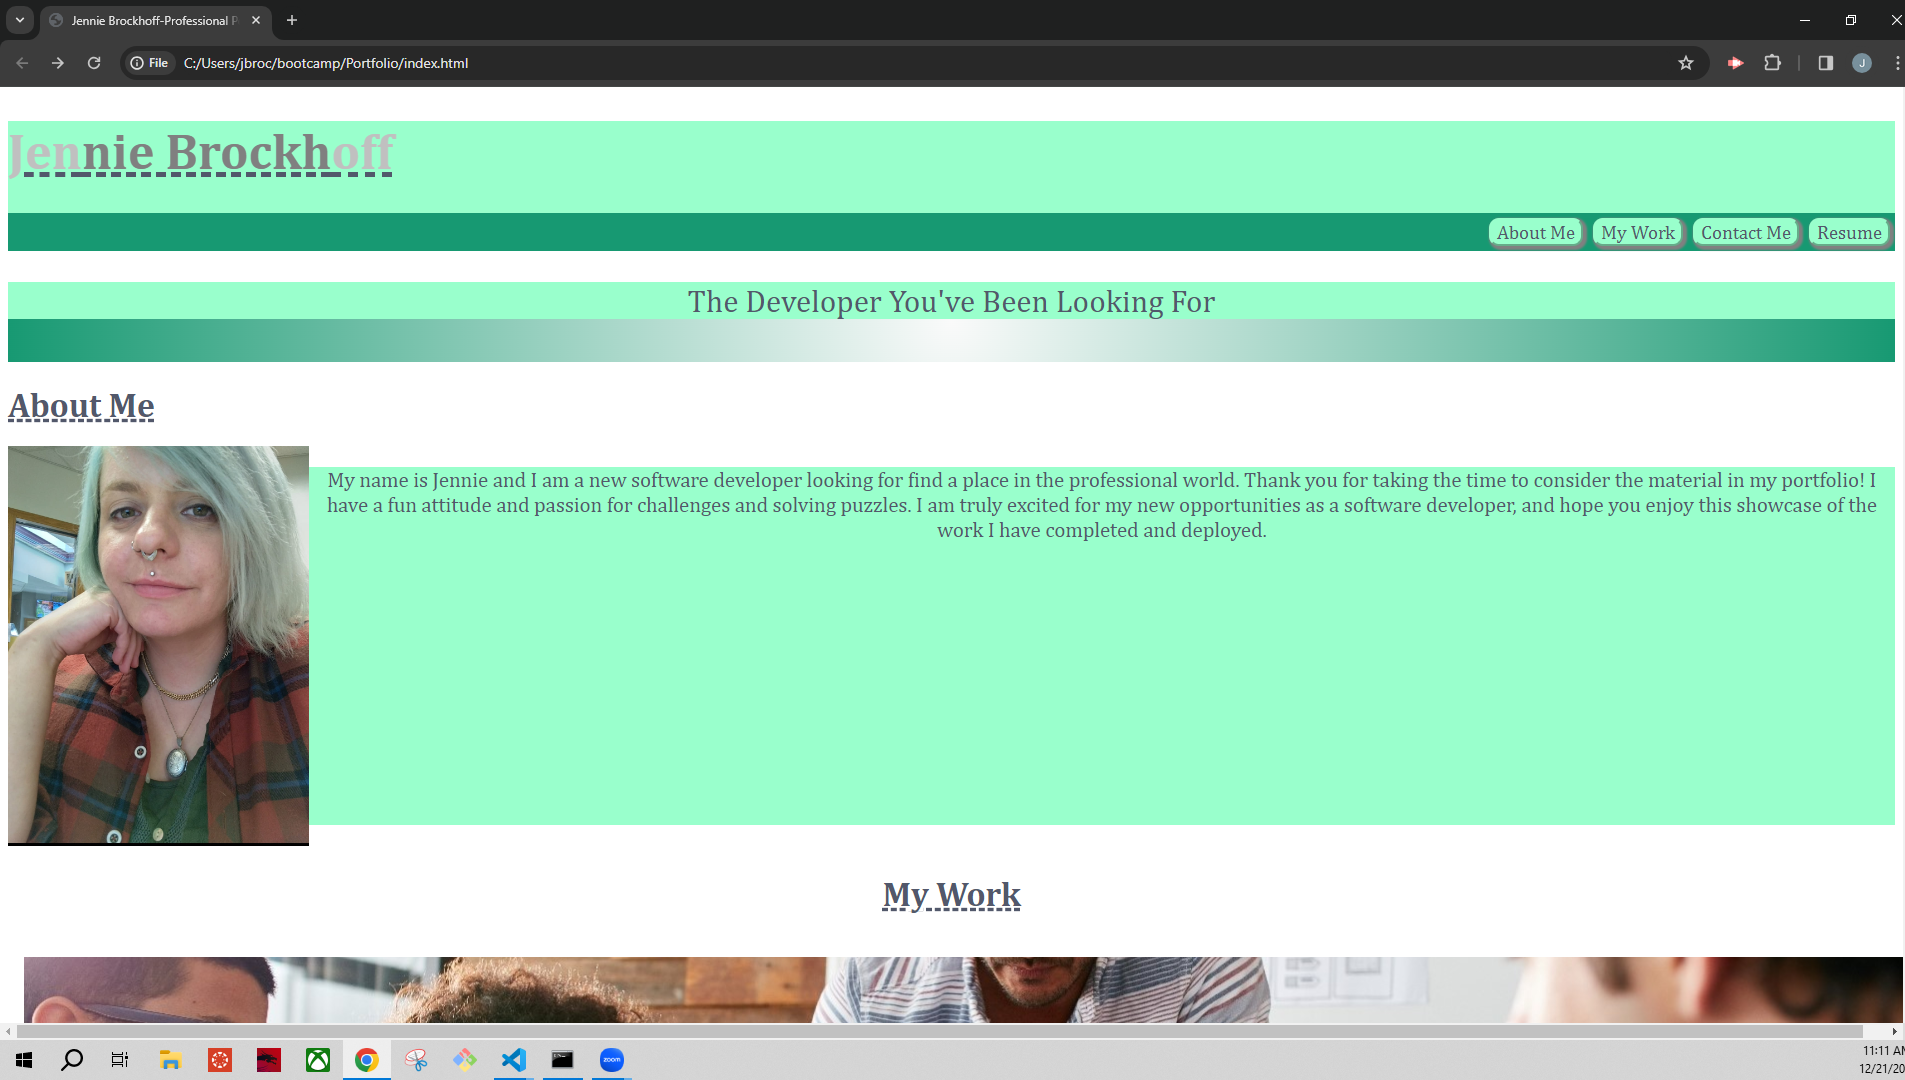 Jennie Brockhoff-Professional P
File C:/Users/jbroc/bootcamp/Portfolio/index.html
J
Jennie Brockhoff
About Me My Work Contact Me Resume
The Developer You've Been Looking For
About Me
My name is Jennie and I am a new software developer looking for find a place in the professional world. Thank you for taking the time to consider the material in my portfolio! I
have a fun attitude and passion for challenges and solving puzzles. I am truly excited for my new opportunities as a software developer, and hope you enjoy this showcase of the
work I have completed and deployed.
My Work
zoom
11:11 AM
12/21/20